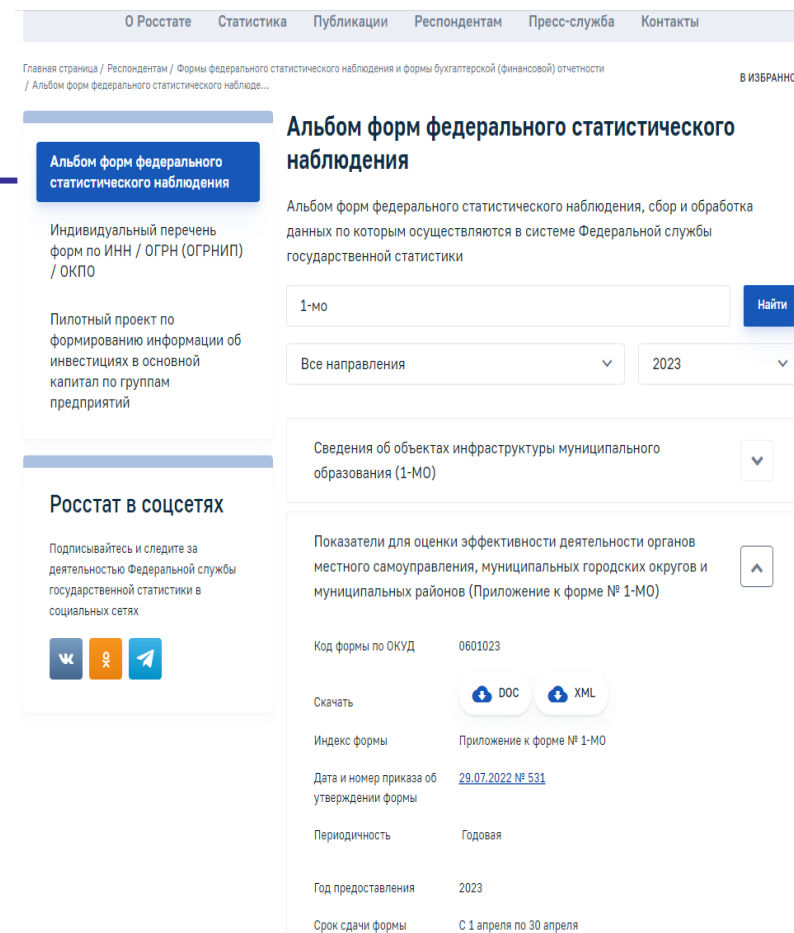 О Росстате Статистика Публикации Респондентам Пресс-служба Контакты
Главная страница / Респондентам / Формы федерального статистического наблюдения и формы бухгалтерской (финансовой) отчетности
/ Альбом форм федерального статистического наблюде...
В ИЗБРАННО
Альбом форм федерального
статистического наблюдения
Индивидуальный перечень
форм по ИНН / ОГРН (ОГРНИП)
/ ОКПО
Пилотный проект по
формированию информации об
инвестициях в основной
капитал по группам
предприятий
Росстат в соцсетях
Подписывайтесь и следите за
деятельностью Федеральной службы
государственной статистики в
социальных сетях
Альбом форм федерального статистического
наблюдения
Альбом форм федерального статистического наблюдения, сбор и обработка
данных по которым осуществляются в системе Федеральной службы
государственной статистики
1-мо
Найти
Все направления
2023
Сведения об объектах инфраструктуры муниципального
образования (1-МО)
Показатели для оценки эффективности деятельности органов
местного самоуправления, муниципальных городских округов и
муниципальных районов (Приложение к форме № 1-МО)
Код формы по ОКУД 0601023
Скачать DOC XML
Индекс формы Приложение к форме № 1-МО
Дата и номер приказа об 29.07.2022 № 531
утверждении формы
Периодичность Годовая
Год предоставления 2023
Срок сдачи формы С 1 апреля по 30 апреля